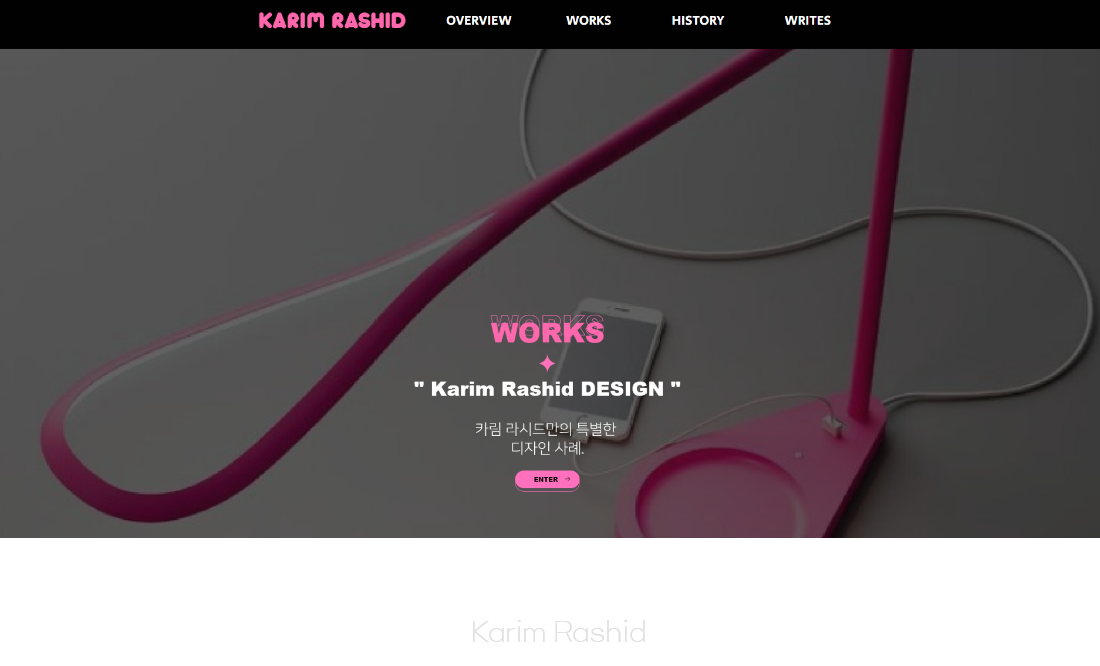 KARIM RASHID
OVERVIEW
WORKS
HISTORY
WRITES
WORKS
WORKS
" Karim Rashid DESIGN "
카림 라시드만의 특별한
디자인 사례.
ENTER →
Karim Rashid